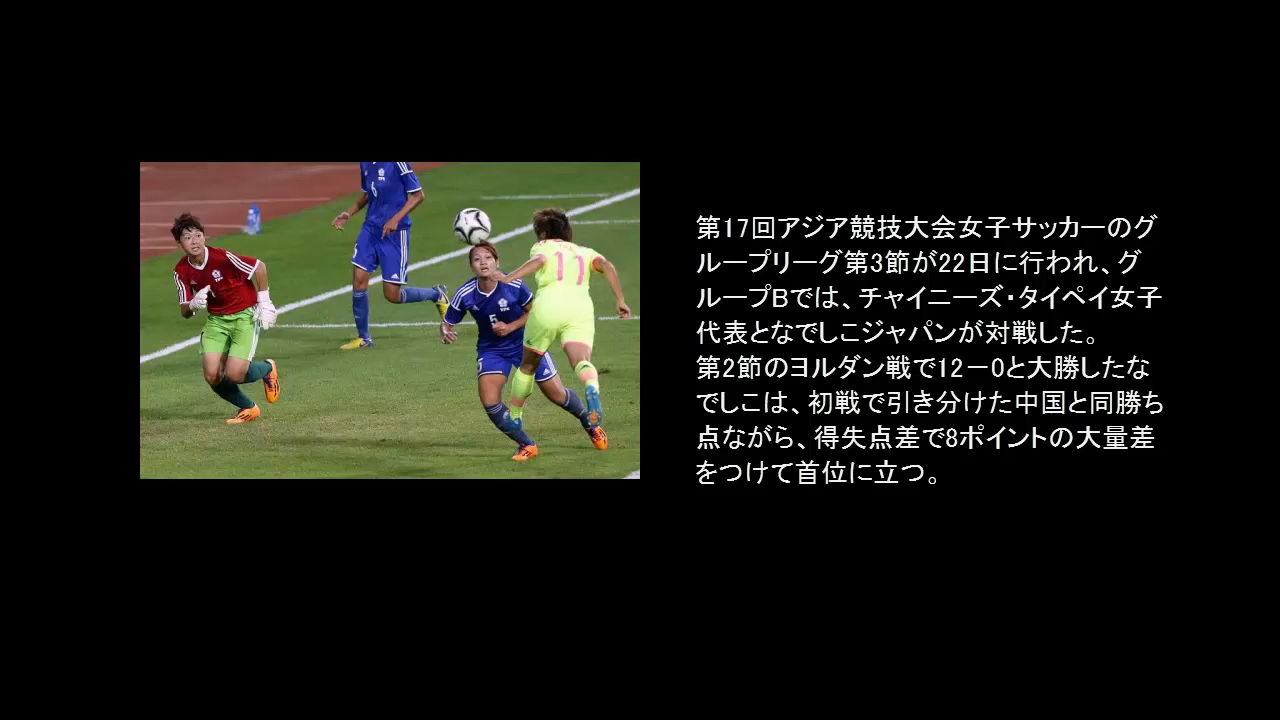 第17回アジア競技大会女子サッカーのグ
ループリーグ第3節が22日に行われ、グ
ループBでは、チャイニーズ・タイペイ女子
代表となでしこジャパンが対戦した。
第2節のヨルダン戦で12－0と大勝したな
でしこは、初戦で引き分けた中国と同勝ち
点ながら、得失点差で8ポイントの大量差
をつけて首位に立つ。
6
11
5